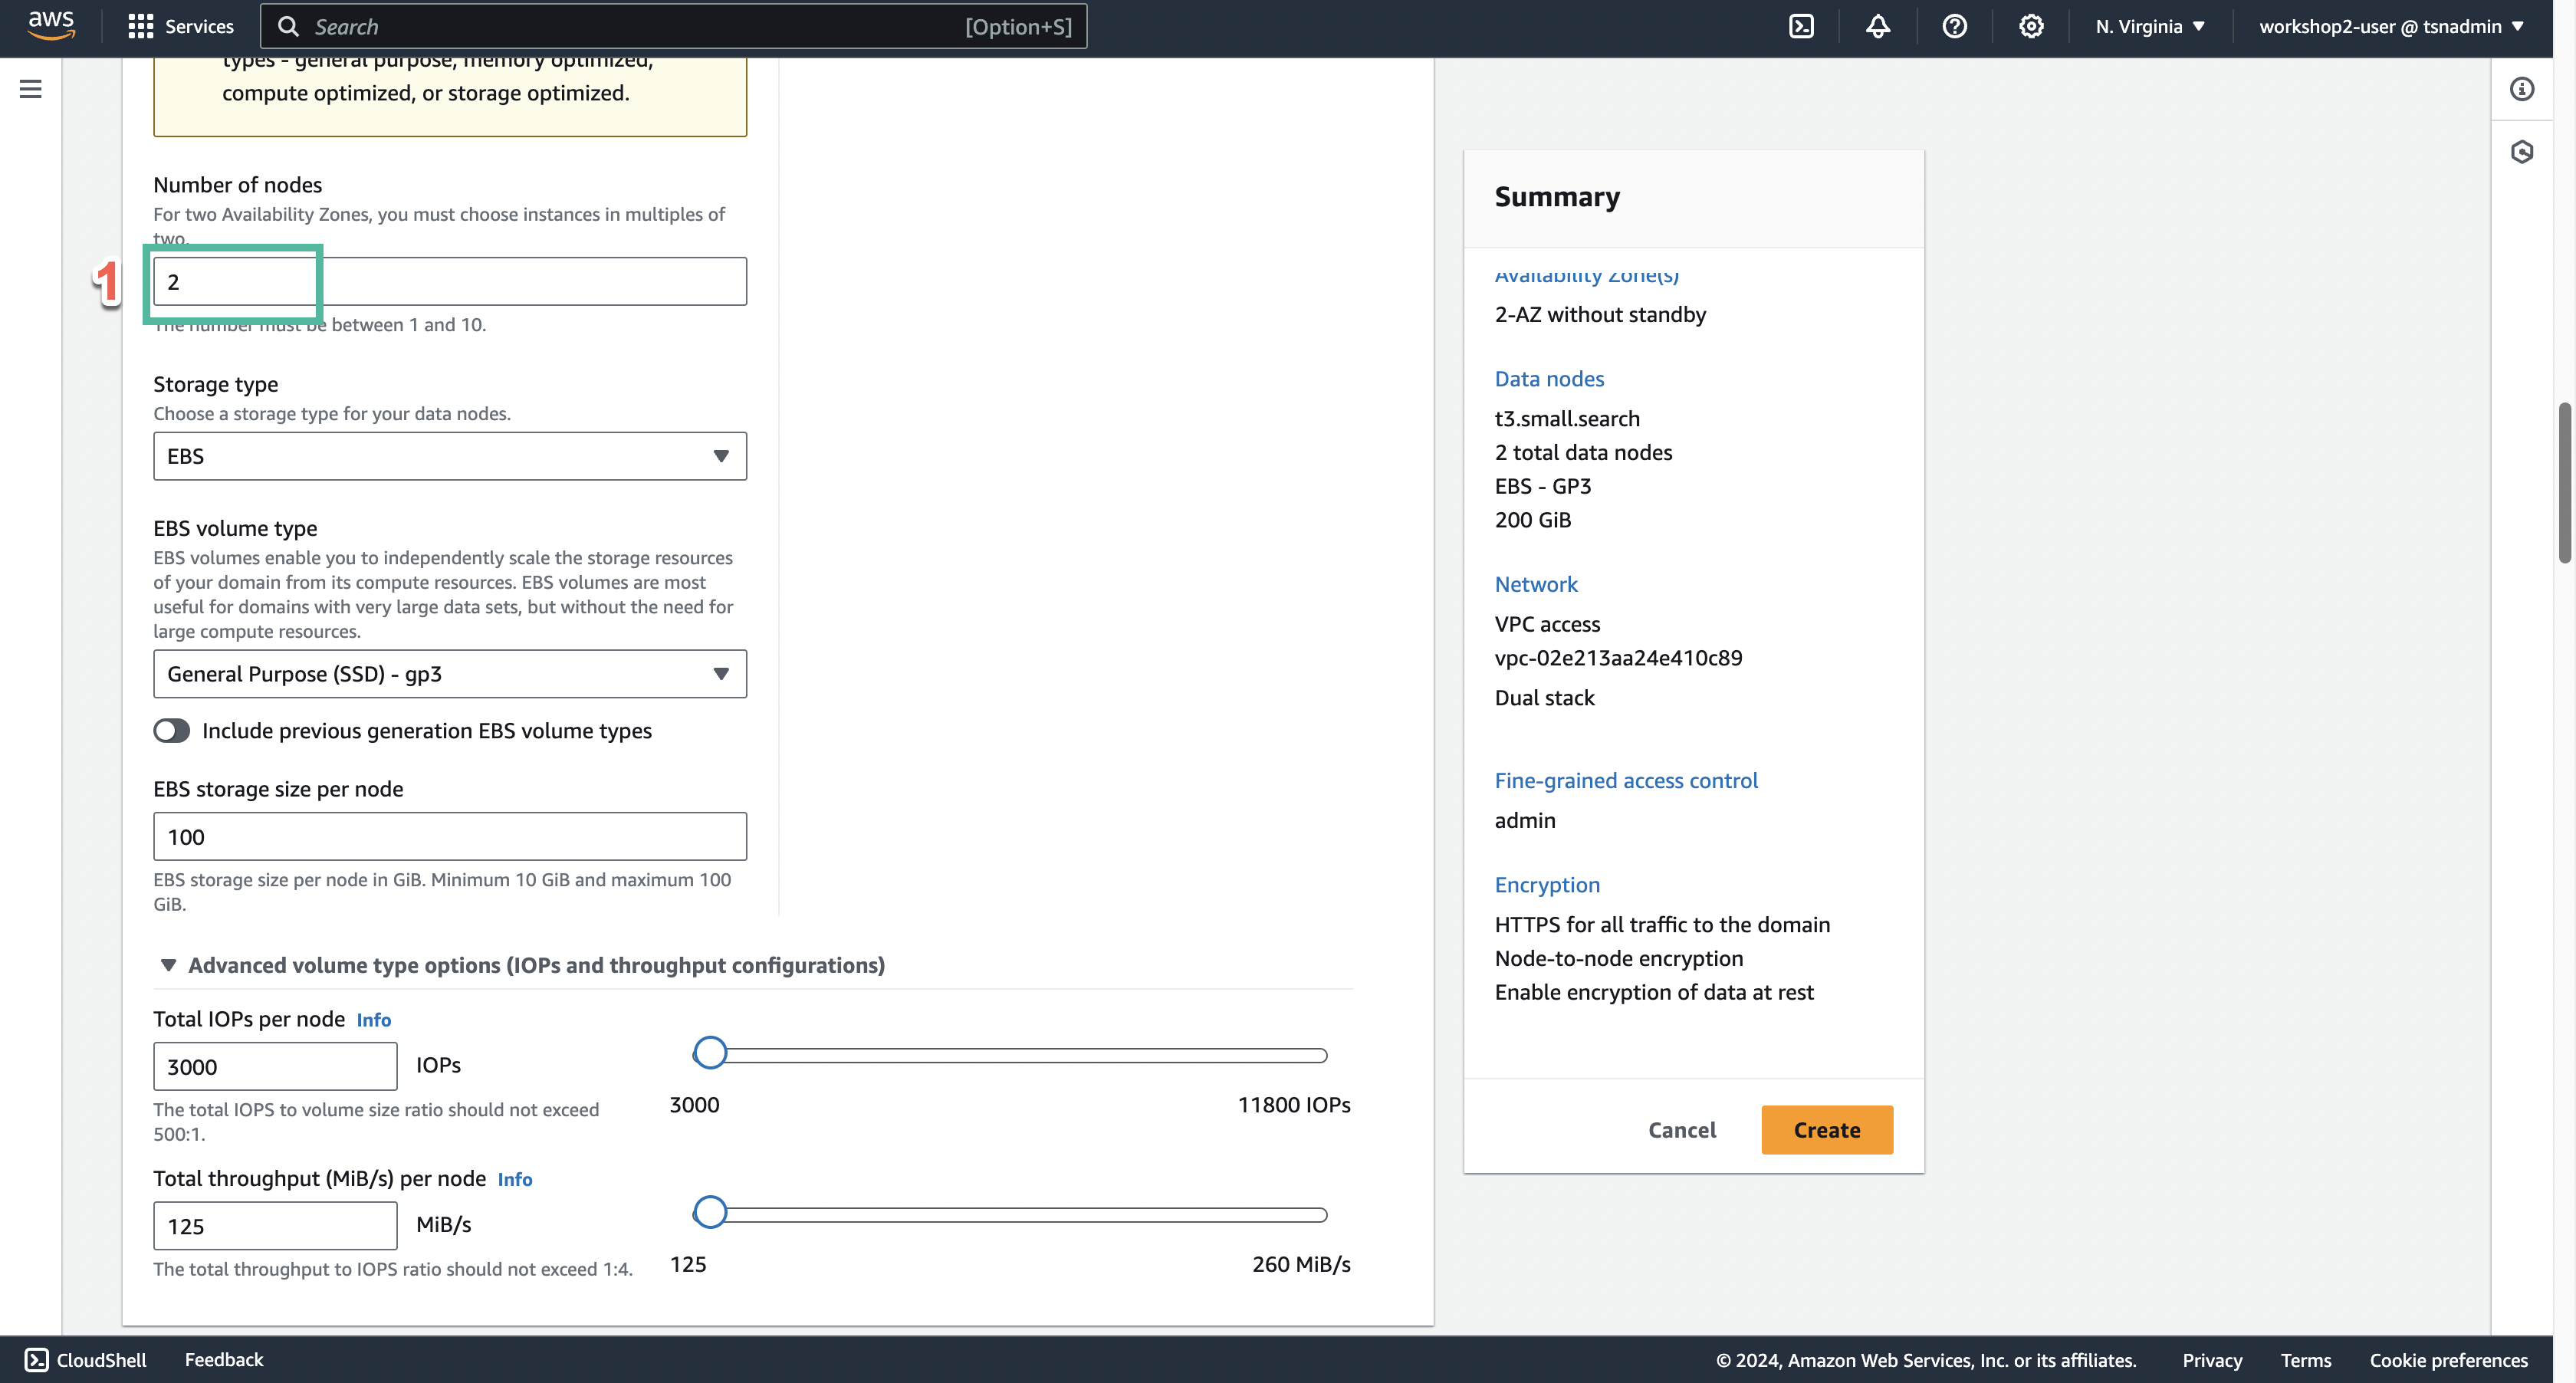 aws
Services
Search
[Option+S]
N. Virginia
workshop2-user @ tsnadmin
types - general purpose, memory optimized,
compute optimized, or storage optimized.
Number of nodes
For two Availability Zones, you must choose instances in multiples of
two.
1
2
The number must be between 1 and 10.
Storage type
Choose a storage type for your data nodes.
EBS
EBS volume type
EBS volumes enable you to independently scale the storage resources
of your domain from its compute resources. EBS volumes are most
useful for domains with very large data sets, but without the need for
large compute resources.
General Purpose (SSD) - gp3
Include previous generation EBS volume types
EBS storage size per node
100
EBS storage size per node in GiB. Minimum 10 GiB and maximum 100
GiB.
Advanced volume type options (IOPs and throughput configurations)
Total IOPs per node Info
3000
IOPs
The total IOPS to volume size ratio should not exceed
500:1.
3000
11800 IOPs
Total throughput (MiB/s) per node Info
125
MiB/s
The total throughput to IOPS ratio should not exceed 1:4.
125
260 MiB/s
Summary
Availability Zone(s)
2-AZ without standby
Data nodes
t3.small.search
2 total data nodes
EBS - GP3
200 GiB
Network
VPC access
vpc-02e213aa24e410c89
Dual stack
Fine-grained access control
admin
Encryption
HTTPS for all traffic to the domain
Node-to-node encryption
Enable encryption of data at rest
Cancel
Create
CloudShell
Feedback
© 2024, Amazon Web Services, Inc. or its affiliates.
Privacy
Terms
Cookie preferences